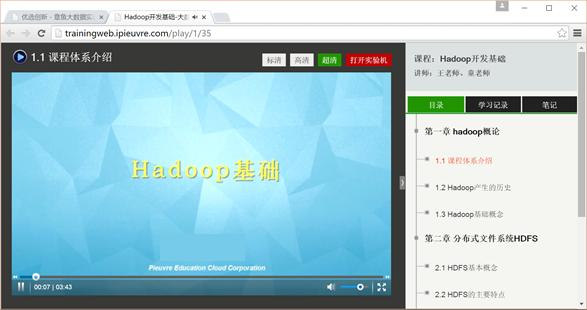 优选创新 - 章鱼大数据实
Hadoop开发基础-大数
trainingweb.ipieuvre.com/play/1/35
1.1 课程体系介绍
标清
高清
超清
打开实验机
Hadoop基础
Pieuvre Education Cloud Corporation
00:07 | 03:43
课程：Hadoop开发基础
讲师：王老师、童老师
目录
学习记录
笔记
第一章 hadoop概论
1.1 课程体系介绍
1.2 Hadoop产生的历史
1.3 Hadoop基础概念
第二章 分布式文件系统HDFS
2.1 HDFS基本概念
2.2 HDFS的主要特点